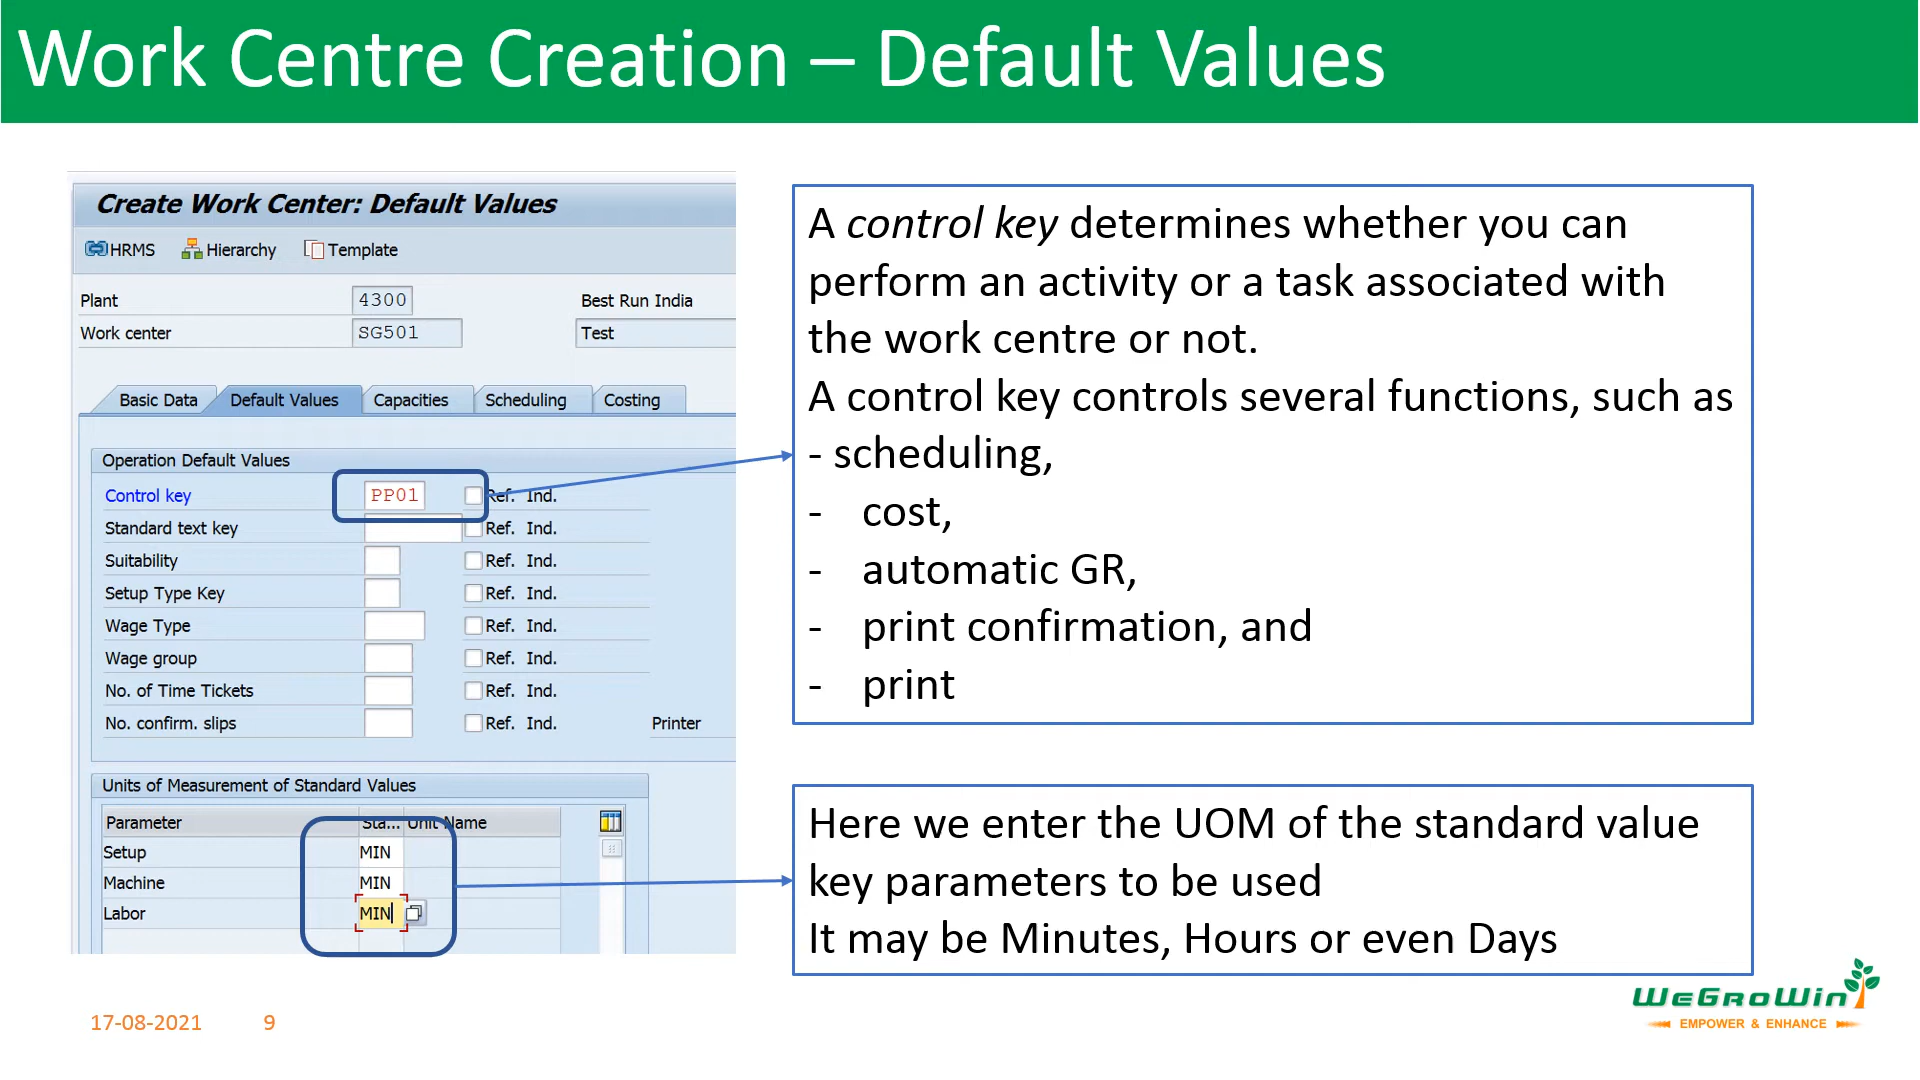 Work Centre Creation – Default Values
Create Work Center: Default Values
HRMS Hierarchy Template
Plant 4300 Best Run India
Work center SG501 Test
Basic Data Default Values Capacities Scheduling Costing
Operation Default Values
Control key PP01 Ref. Ind.
Standard text key Ref. Ind.
Suitability Ref. Ind.
Setup Type Key Ref. Ind.
Wage Type Ref. Ind.
Wage group Ref. Ind.
No. of Time Tickets Ref. Ind.
No. confirm. slips Ref. Ind. Printer
Units of Measurement of Standard Values
Parameter Sta... Unit Name
Setup MIN
Machine MIN
Labor MIN
A control key determines whether you can
perform an activity or a task associated with
the work centre or not.
A control key controls several functions, such as
- scheduling,
- cost,
- automatic GR,
- print confirmation, and
- print
Here we enter the UOM of the standard value
key parameters to be used
It may be Minutes, Hours or even Days
17-08-2021 9
WeGroWin
EMPOWER & ENHANCE